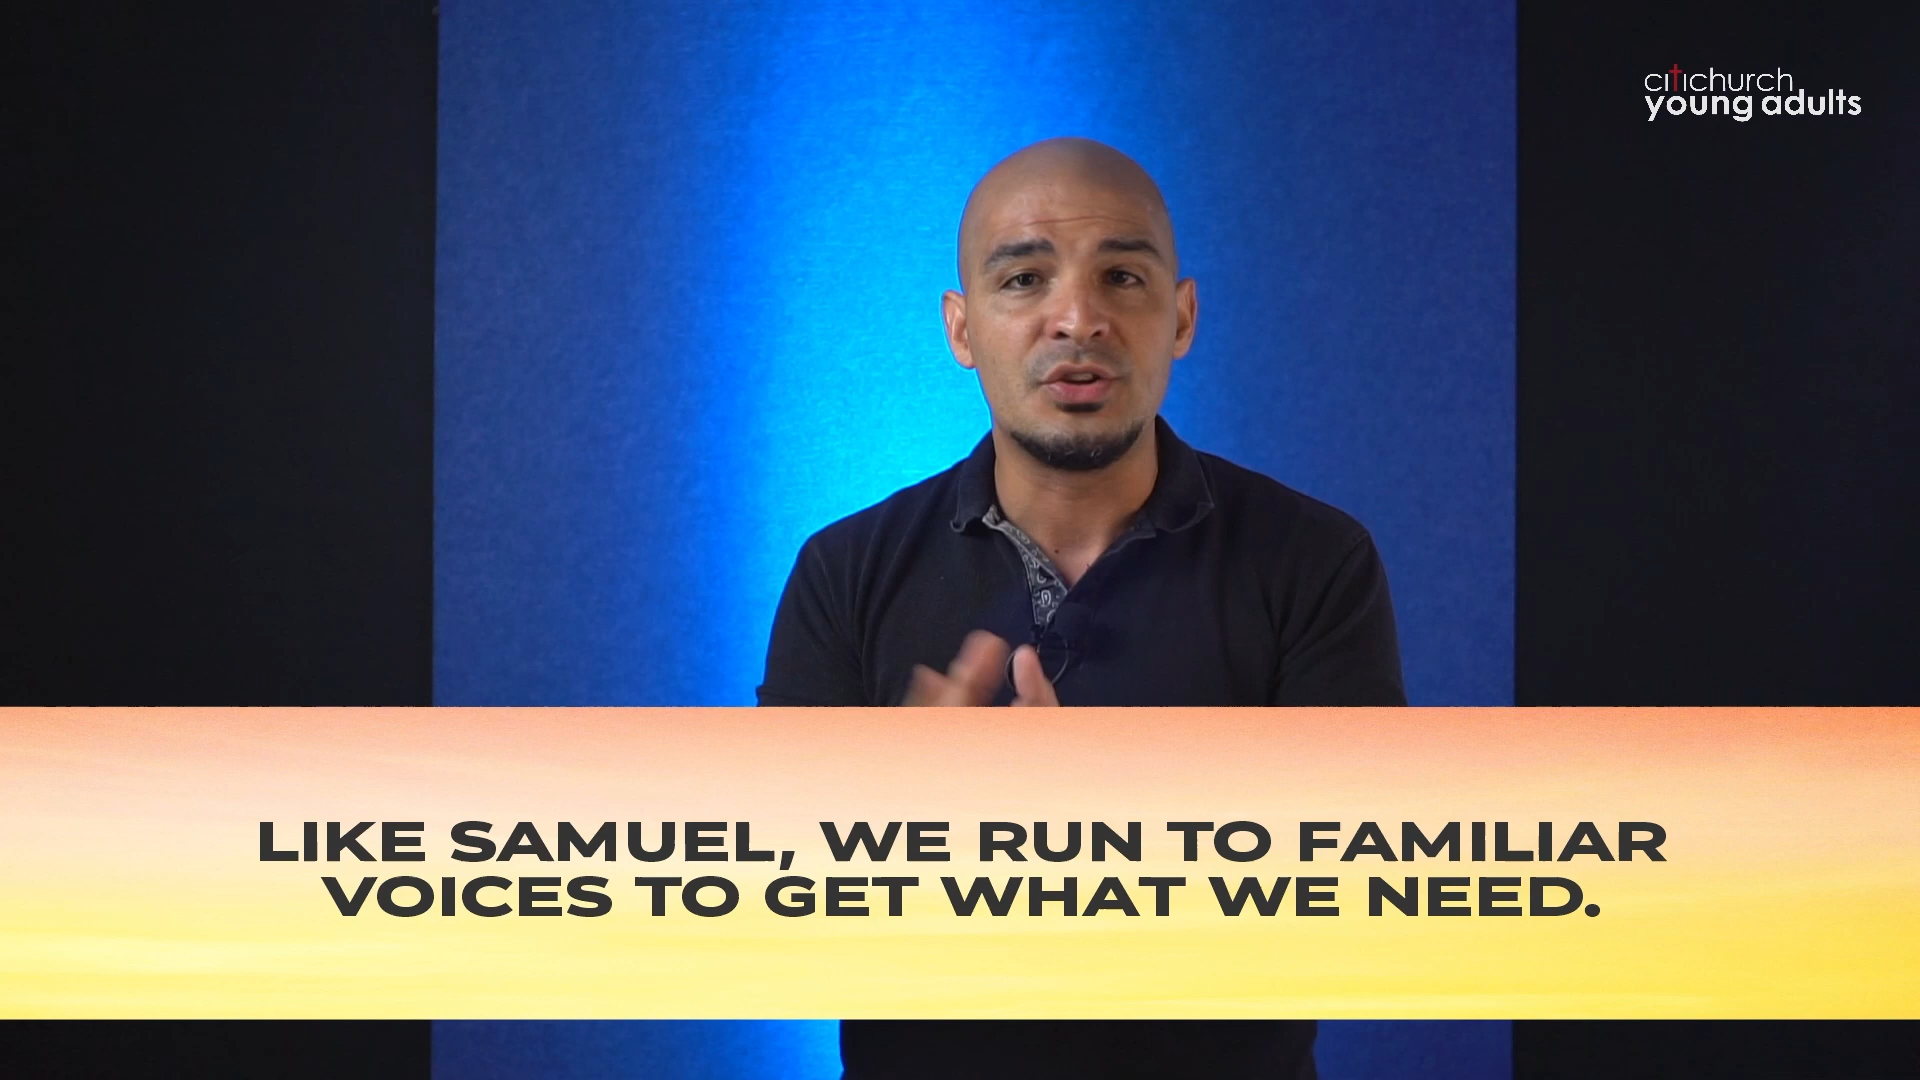 citichurch
young adults
LIKE SAMUEL, WE RUN TO FAMILIAR
VOICES TO GET WHAT WE NEED.